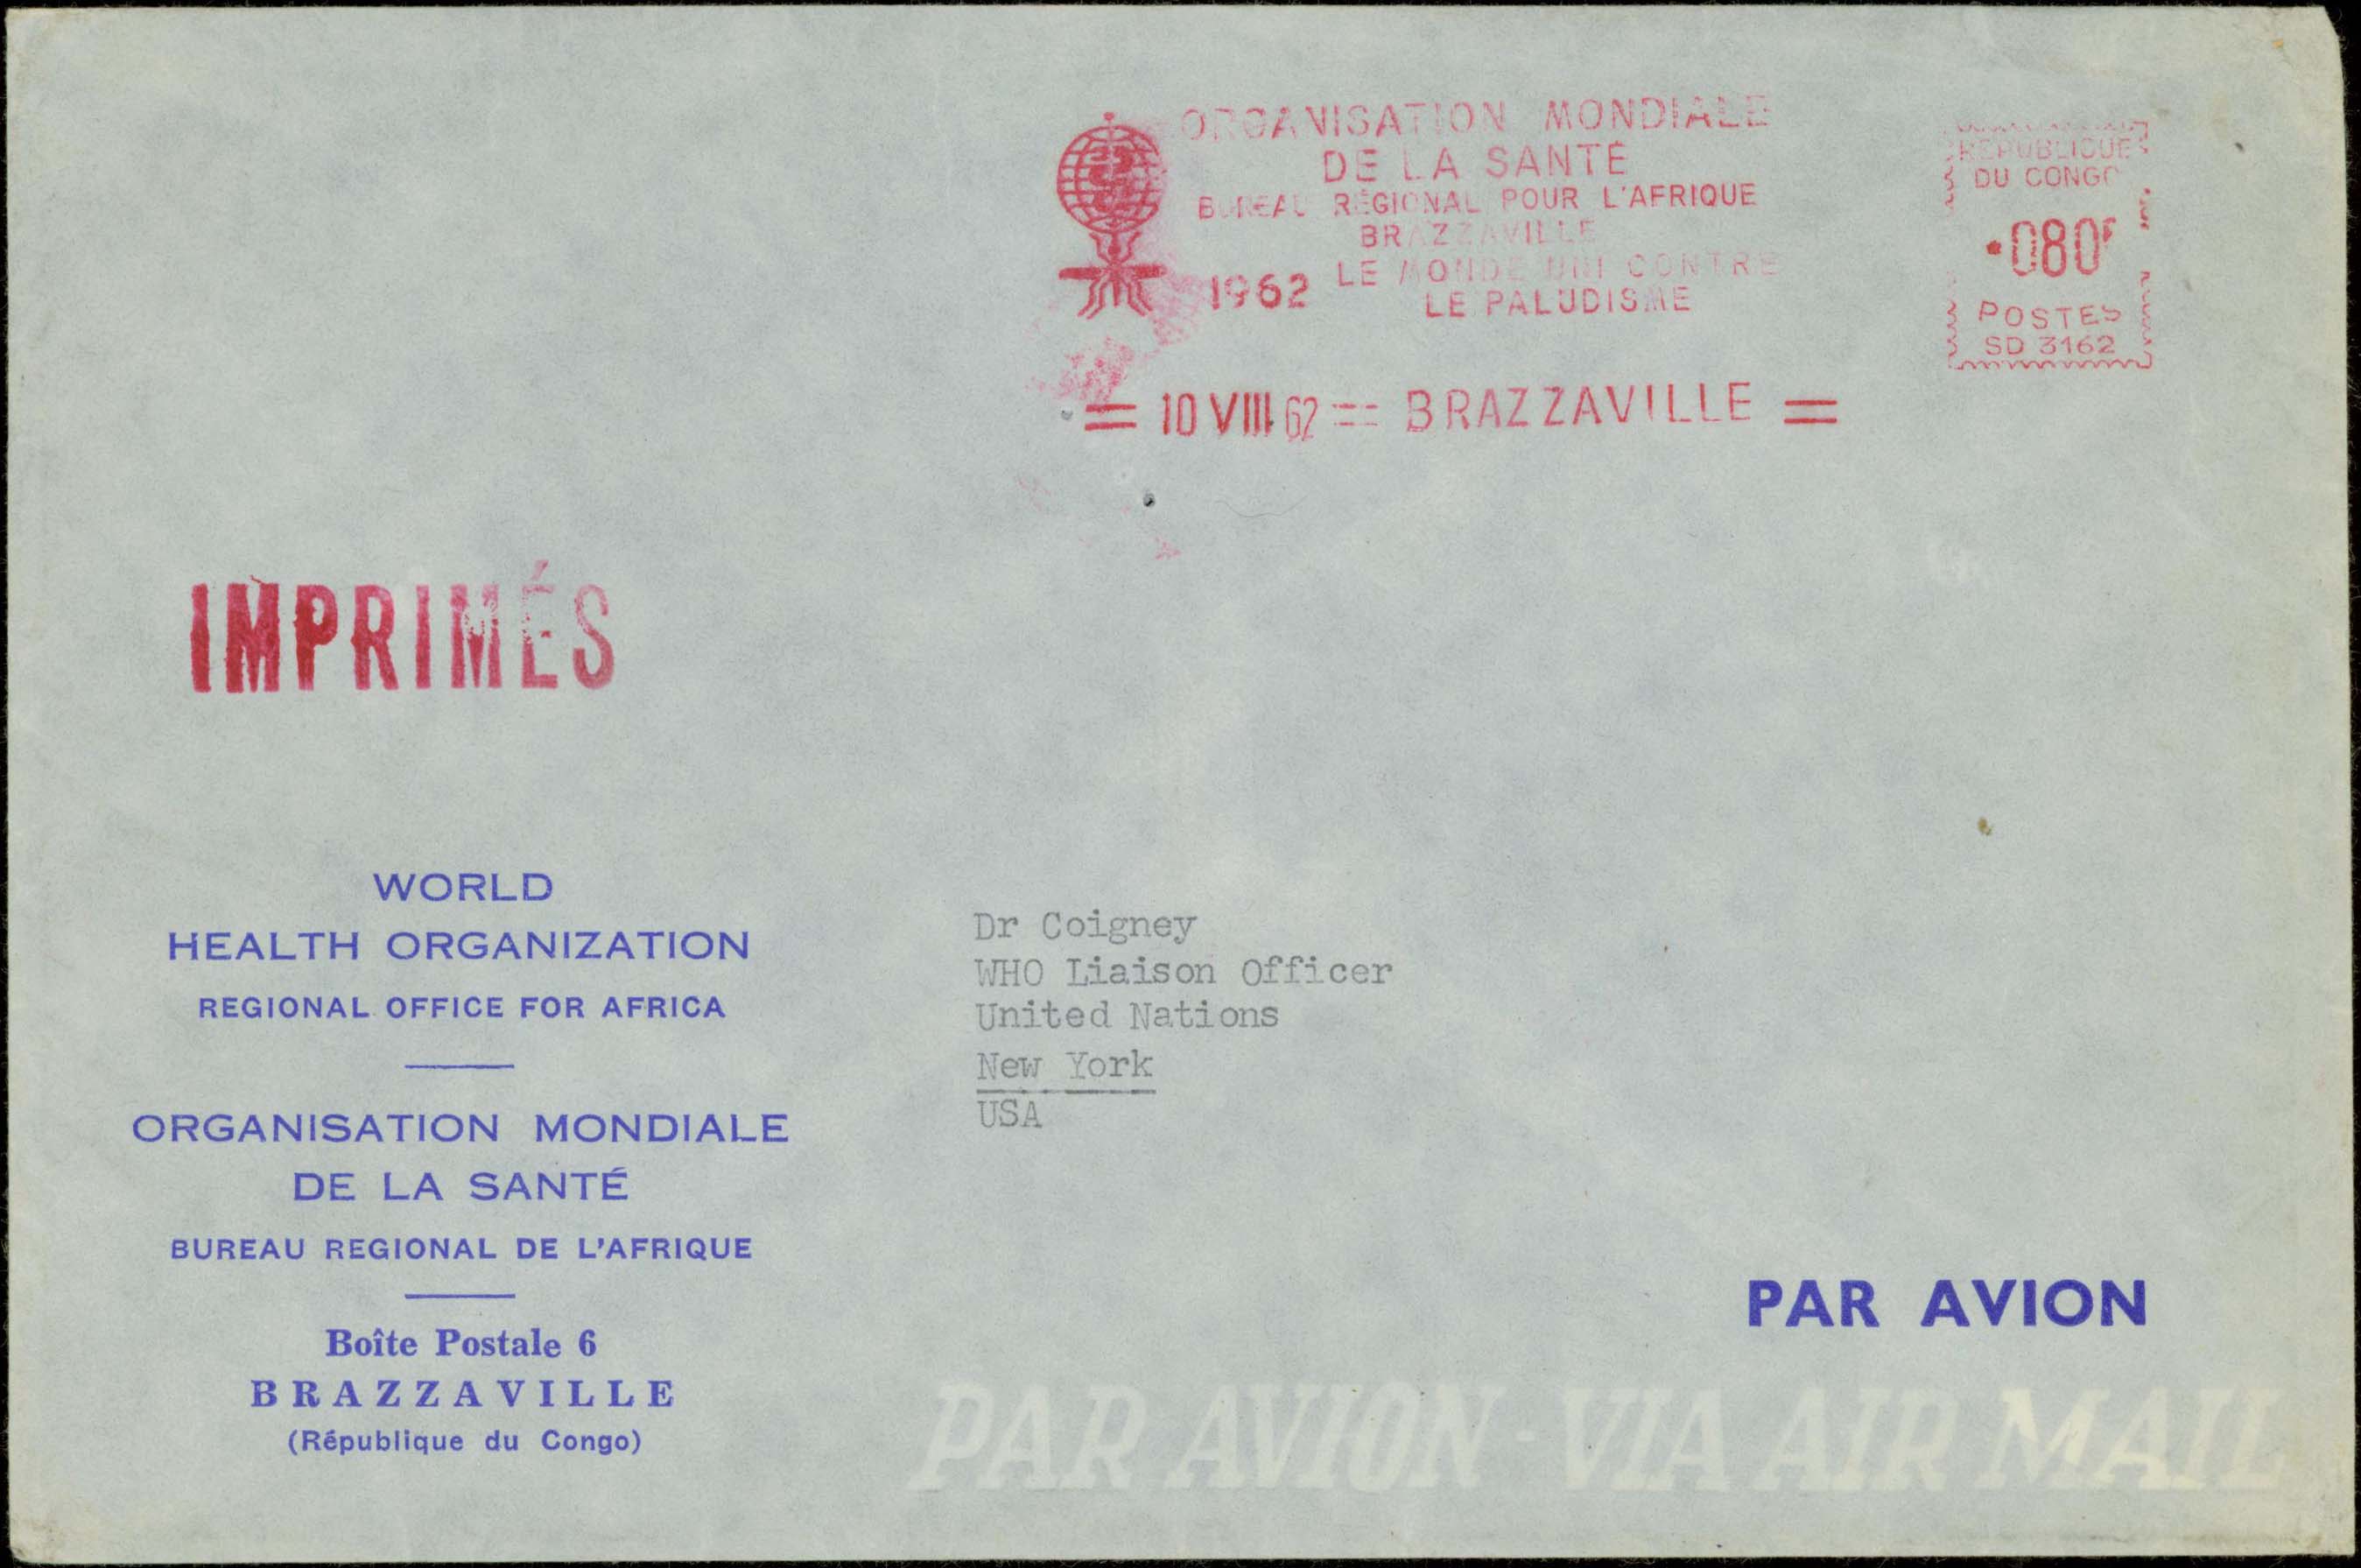 ORGANISATION MONDIALE
DE LA SANTÉ
BUREAU RÉGIONAL POUR L'AFRIQUE
BRAZZAVILLE
1962 LE MONDE UNI CONTRE
LE PALUDISME
= 10 VIII 62 == BRAZZAVILLE =
RÉPUBLIQUE
DU CONGO
•080F
POSTES
SD 3162
IMPRIMÉS
WORLD
HEALTH ORGANIZATION
REGIONAL OFFICE FOR AFRICA
ORGANISATION MONDIALE
DE LA SANTÉ
BUREAU REGIONAL DE L'AFRIQUE
Boîte Postale 6
BRAZZAVILLE
(République du Congo)
Dr Coigney
WHO Liaison Officer
United Nations
New York
USA
PAR AVION
PAR AVION - VIA AIR MAIL